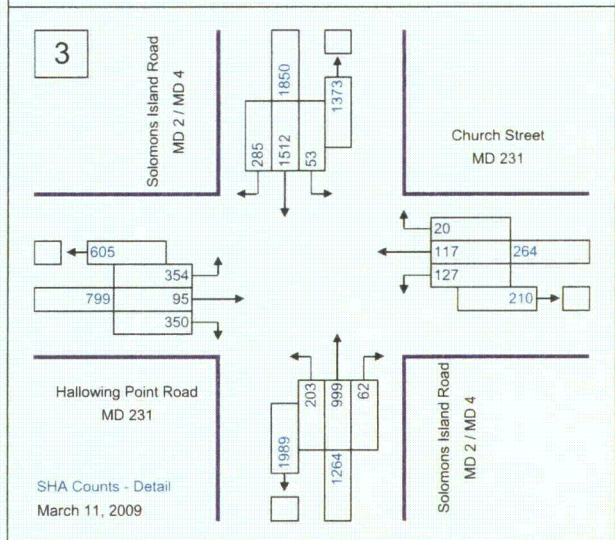 3
Solomons Island Road
MD 2 / MD 4
1850
1373
285
1512
53
Church Street
MD 231
605
354
799
95
350
20
117
264
127
210
Hallowing Point Road
MD 231
203
999
62
1989
1264
Solomons Island Road
MD 2 / MD 4
SHA Counts - Detail
March 11, 2009